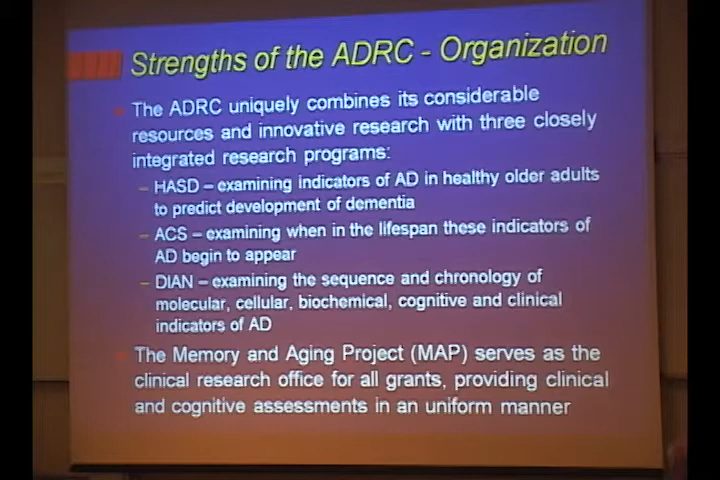 Strengths of the ADRC - Organization
The ADRC uniquely combines its considerable
resources and innovative research with three closely
integrated research programs:
– HASD – examining indicators of AD in healthy older adults
to predict development of dementia
– ACS – examining when in the lifespan these indicators of
AD begin to appear
– DIAN – examining the sequence and chronology of
molecular, cellular, biochemical, cognitive and clinical
indicators of AD
The Memory and Aging Project (MAP) serves as the
clinical research office for all grants, providing clinical
and cognitive assessments in an uniform manner